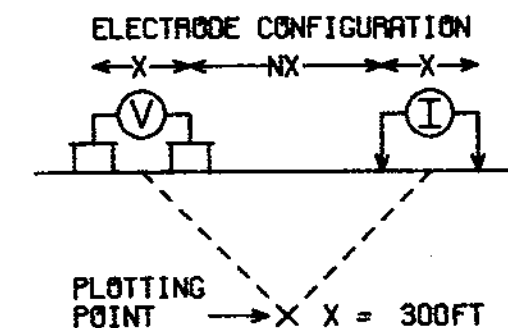 ELECTRODE CONFIGURATION
X NX X
V I
PLOTTING
POINT X X = 300FT